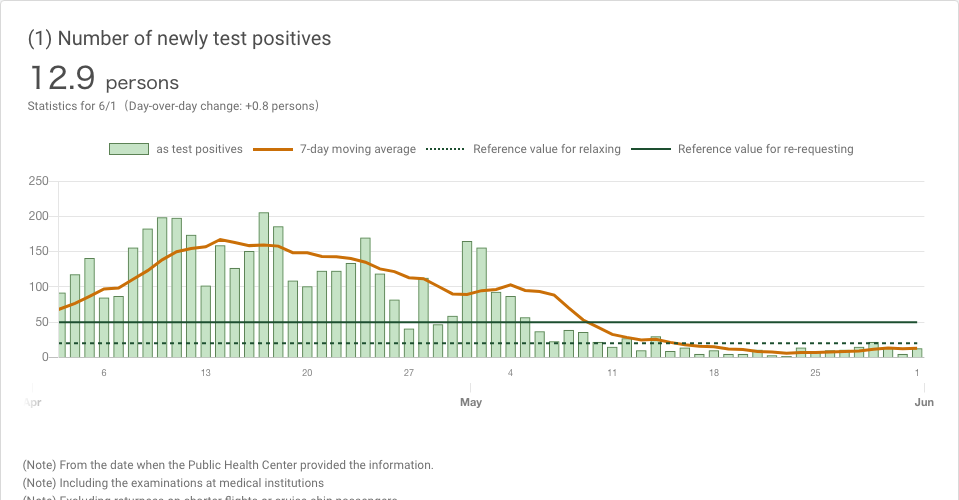 (1) Number of newly test positives
12.9 persons
Statistics for 6/1 (Day-over-day change: +0.8 persons)
as test positives 7-day moving average Reference value for relaxing Reference value for re-requesting
250
200
150
100
50
0
6 13 20 27 4 11 18 25 1
Apr May Jun
(Note) From the date when the Public Health Center provided the information.
(Note) Including the examinations at medical institutions
(Note) Excluding returnees on charter flights or cruise ship passengers